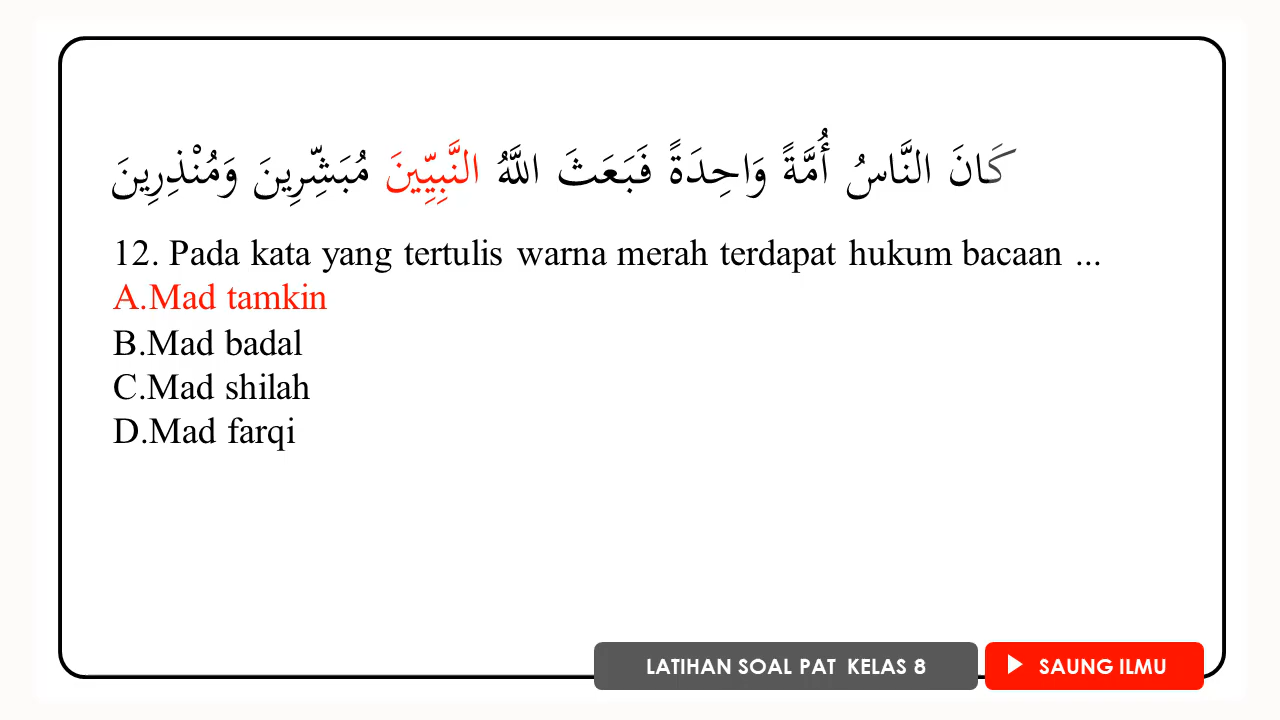 كَانَ النَّاسُ أُمَّةً وَاحِدَةً فَبَعَثَ اللَّهُ النَّبِيِّينَ مُبَشِّرِينَ وَمُنْذِرِينَ
12. Pada kata yang tertulis warna merah terdapat hukum bacaan ...
A.Mad tamkin
B.Mad badal
C.Mad shilah
D.Mad farqi
LATIHAN SOAL PAT KELAS 8
SAUNG ILMU